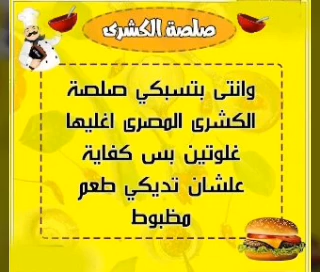 صلصة الكشرى
وانتى بتسبكي صلصة
الكشرى المصرى اغليها
غلوتين بس كفاية
علشان تديكي طعم
مظبوط